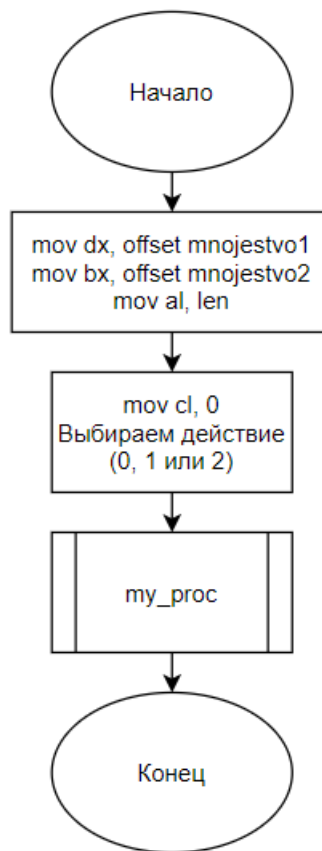 Начало
mov dx, offset mnojestvo1
mov bx, offset mnojestvo2
mov al, len
mov cl, 0
Выбираем действие
(0, 1 или 2)
my_proc
Конец